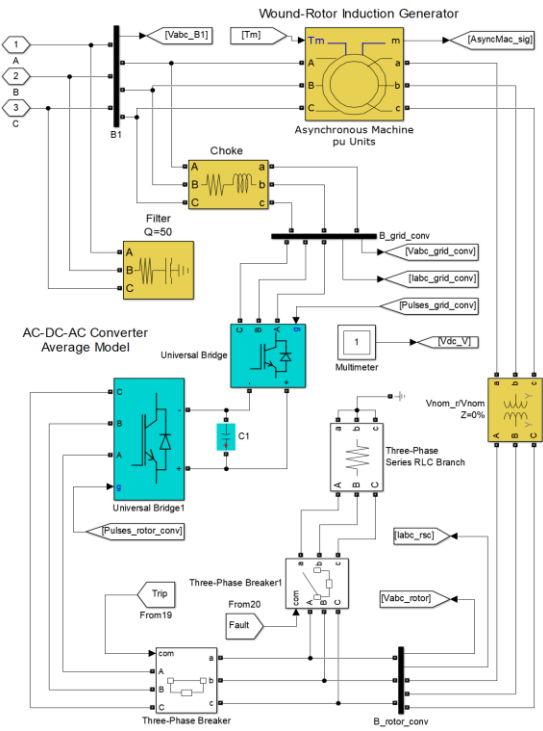 Wound-Rotor Induction Generator
1
A
2
B
3
C
[Vabc_B1]
B1
[Tm]
Tm
m
A
a
B
b
C
c
[AsyncMac_sig]
Asynchronous Machine
pu Units
Choke
A
a
B
b
C
c
Filter
Q=50
A
B
C
B_grid_conv
[Vabc_grid_conv]
[Iabc_grid_conv]
[Pulses_grid_conv]
C
B
A
g
-
+
Universal Bridge
AC-DC-AC Converter
Average Model
1
Multimeter
[Vdc_V]
a
b
c
Vnom_r/Vnom
Z=0%
Y
Y
A
B
C
C
B
A
g
-
+
Universal Bridge1
C1
[Pulses_rotor_conv]
a
b
c
A
B
C
Three-Phase
Series RLC Branch
a
b
c
com
A
B
C
Three-Phase Breaker1
[Iabc_rsc]
[Vabc_rotor]
Trip
From19
From20
Fault
com
A
a
B
b
C
c
Three-Phase Breaker
B_rotor_conv